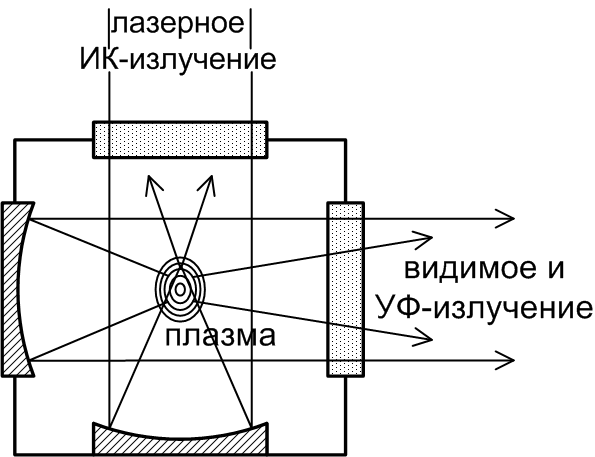 лазерное
ИК-излучение
видимое и
УФ-излучение
плазма